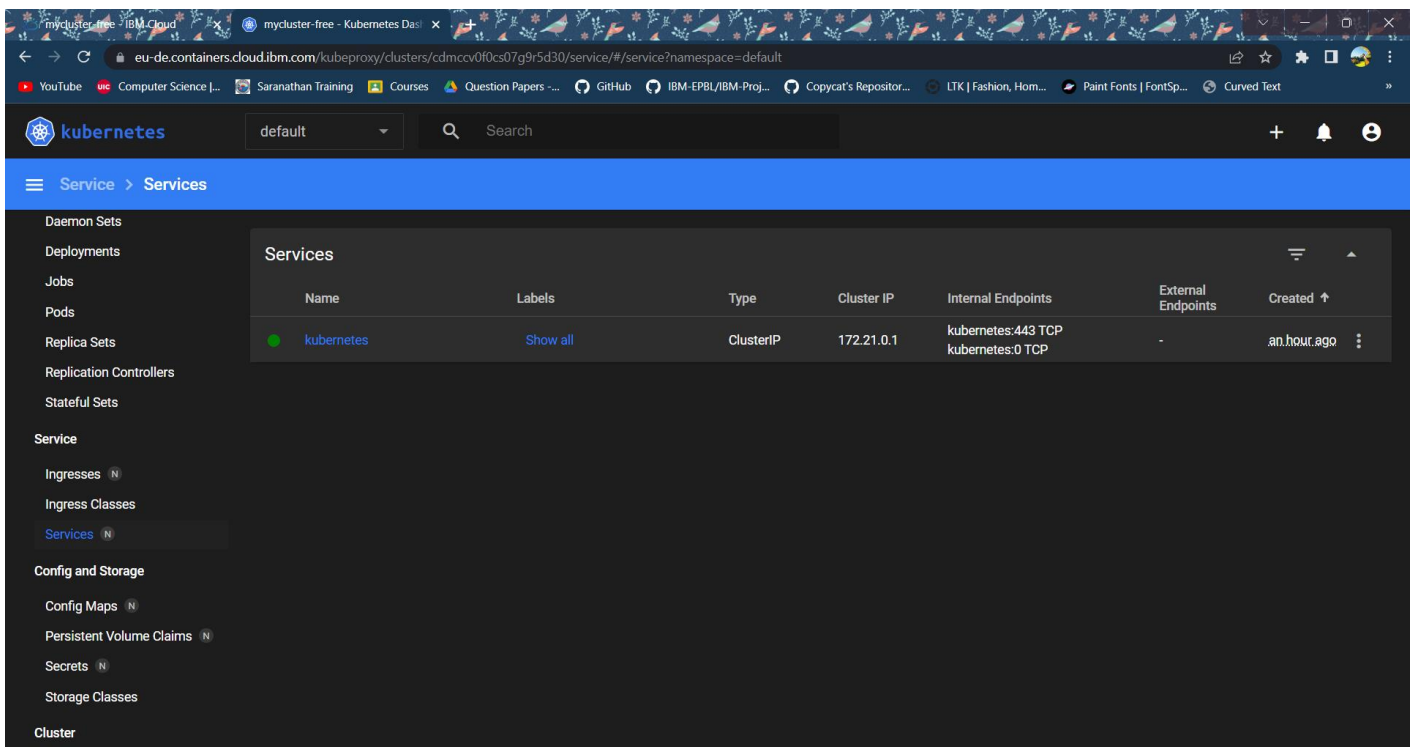 mycluster-free - IBM Cloud
mycluster-free - Kubernetes Das
eu-de.containers.cloud.ibm.com/kubeproxy/clusters/cdmccv0f0cs07g9r5d30/service/#/service?namespace=default
YouTube UIC Computer Science |... Saranathan Training Courses Question Papers -... GitHub IBM-EPBL/IBM-Proj... Copycat's Repositor... LTK | Fashion, Hom... Paint Fonts | FontSp... Curved Text »
kubernetes default Search
Service > Services
Daemon Sets
Deployments
Jobs
Pods
Replica Sets
Replication Controllers
Stateful Sets
Service
Ingresses N
Ingress Classes
Services N
Config and Storage
Config Maps N
Persistent Volume Claims N
Secrets N
Storage Classes
Cluster
Services
Name Labels Type Cluster IP Internal Endpoints External Endpoints Created
kubernetes Show all ClusterIP 172.21.0.1 kubernetes:443 TCP - an hour ago
kubernetes:0 TCP